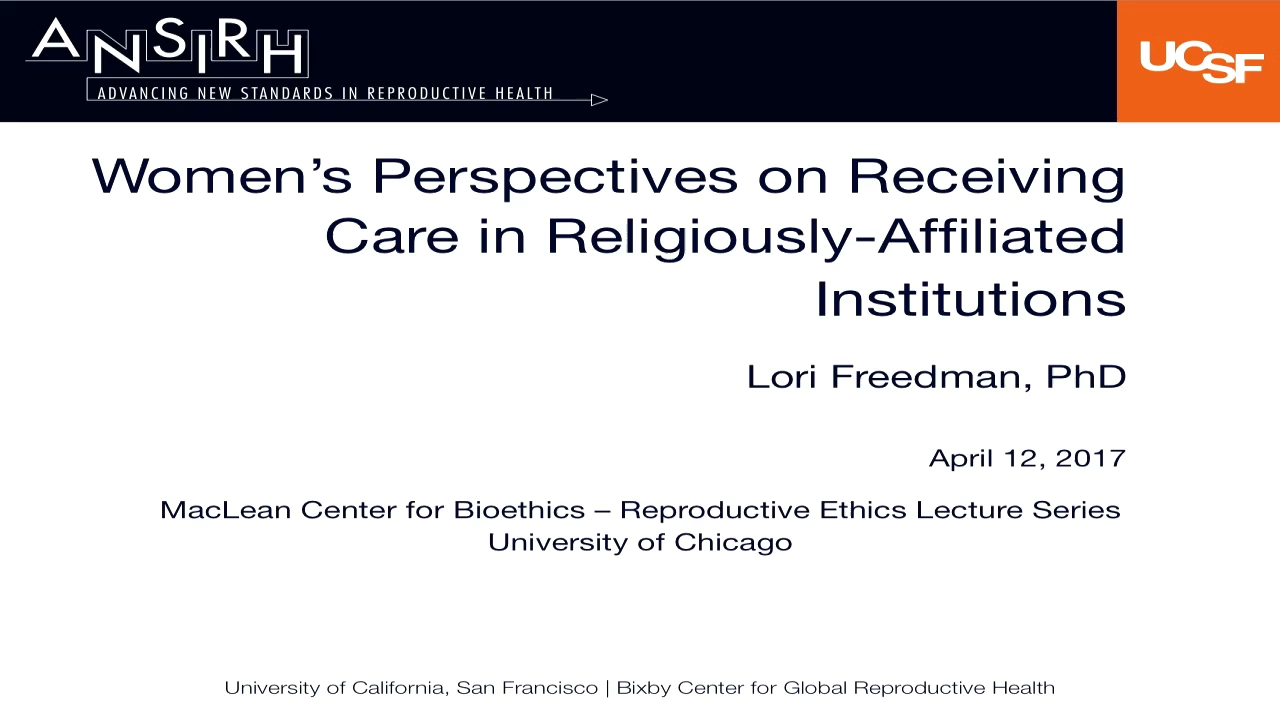 ANSIRH
ADVANCING NEW STANDARDS IN REPRODUCTIVE HEALTH
UCSF
Women’s Perspectives on Receiving
Care in Religiously-Affiliated
Institutions
Lori Freedman, PhD
April 12, 2017
MacLean Center for Bioethics – Reproductive Ethics Lecture Series
University of Chicago
University of California, San Francisco | Bixby Center for Global Reproductive Health